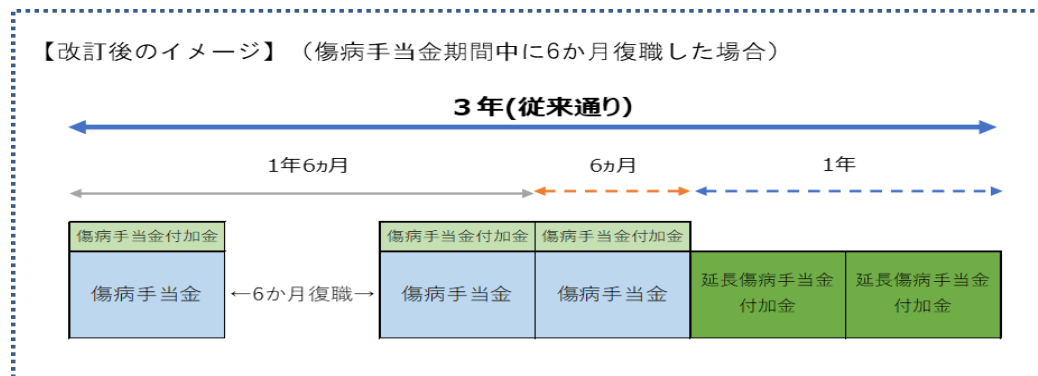 【改訂後のイメージ】（傷病手当金期間中に6か月復職した場合）
3年(従来通り)
1年6ヵ月
6ヵ月
1年
傷病手当金付加金
傷病手当金付加金
傷病手当金付加金
傷病手当金
←6か月復職→
傷病手当金
傷病手当金
延長傷病手当金
付加金
延長傷病手当金
付加金